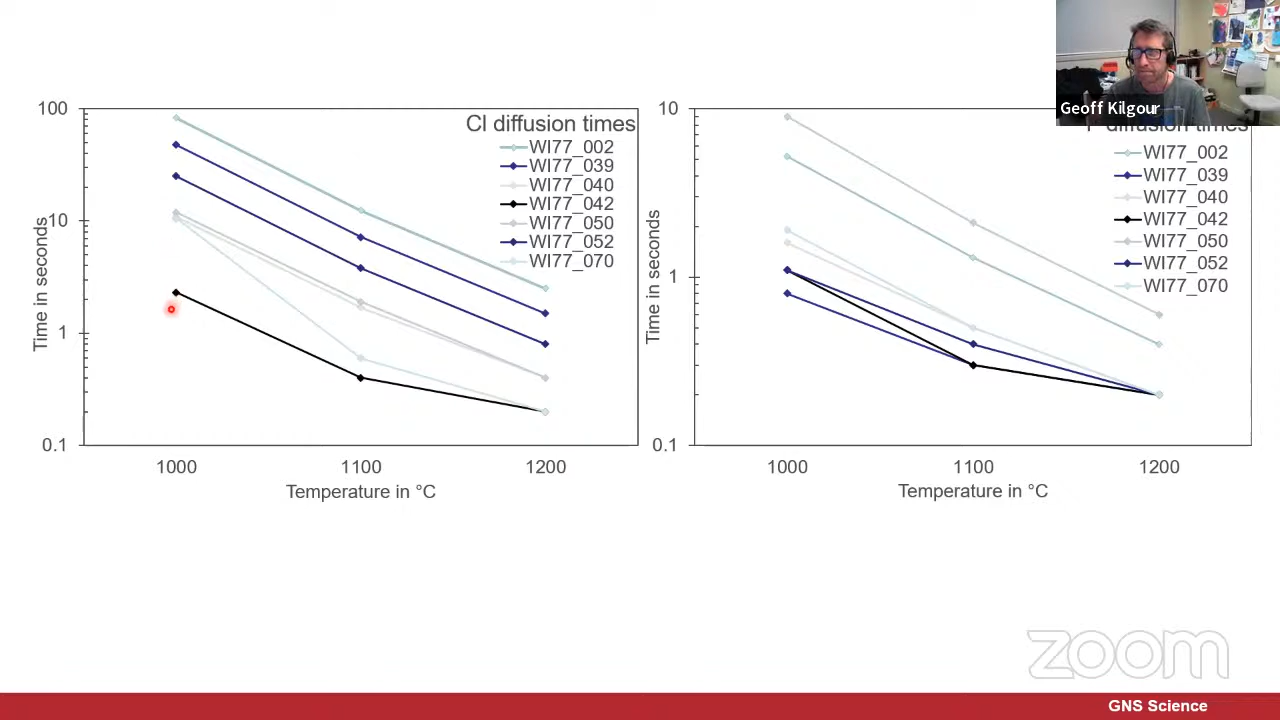 Geoff Kilgour
100
10
1
0.1
Time in seconds
Cl diffusion times
WI77_002
WI77_039
WI77_040
WI77_042
WI77_050
WI77_052
WI77_070
1000
1100
1200
Temperature in °C
10
1
0.1
Time in seconds
diffusion times
WI77_002
WI77_039
WI77_040
WI77_042
WI77_050
WI77_052
WI77_070
1000
1100
1200
Temperature in °C
zoom
GNS Science